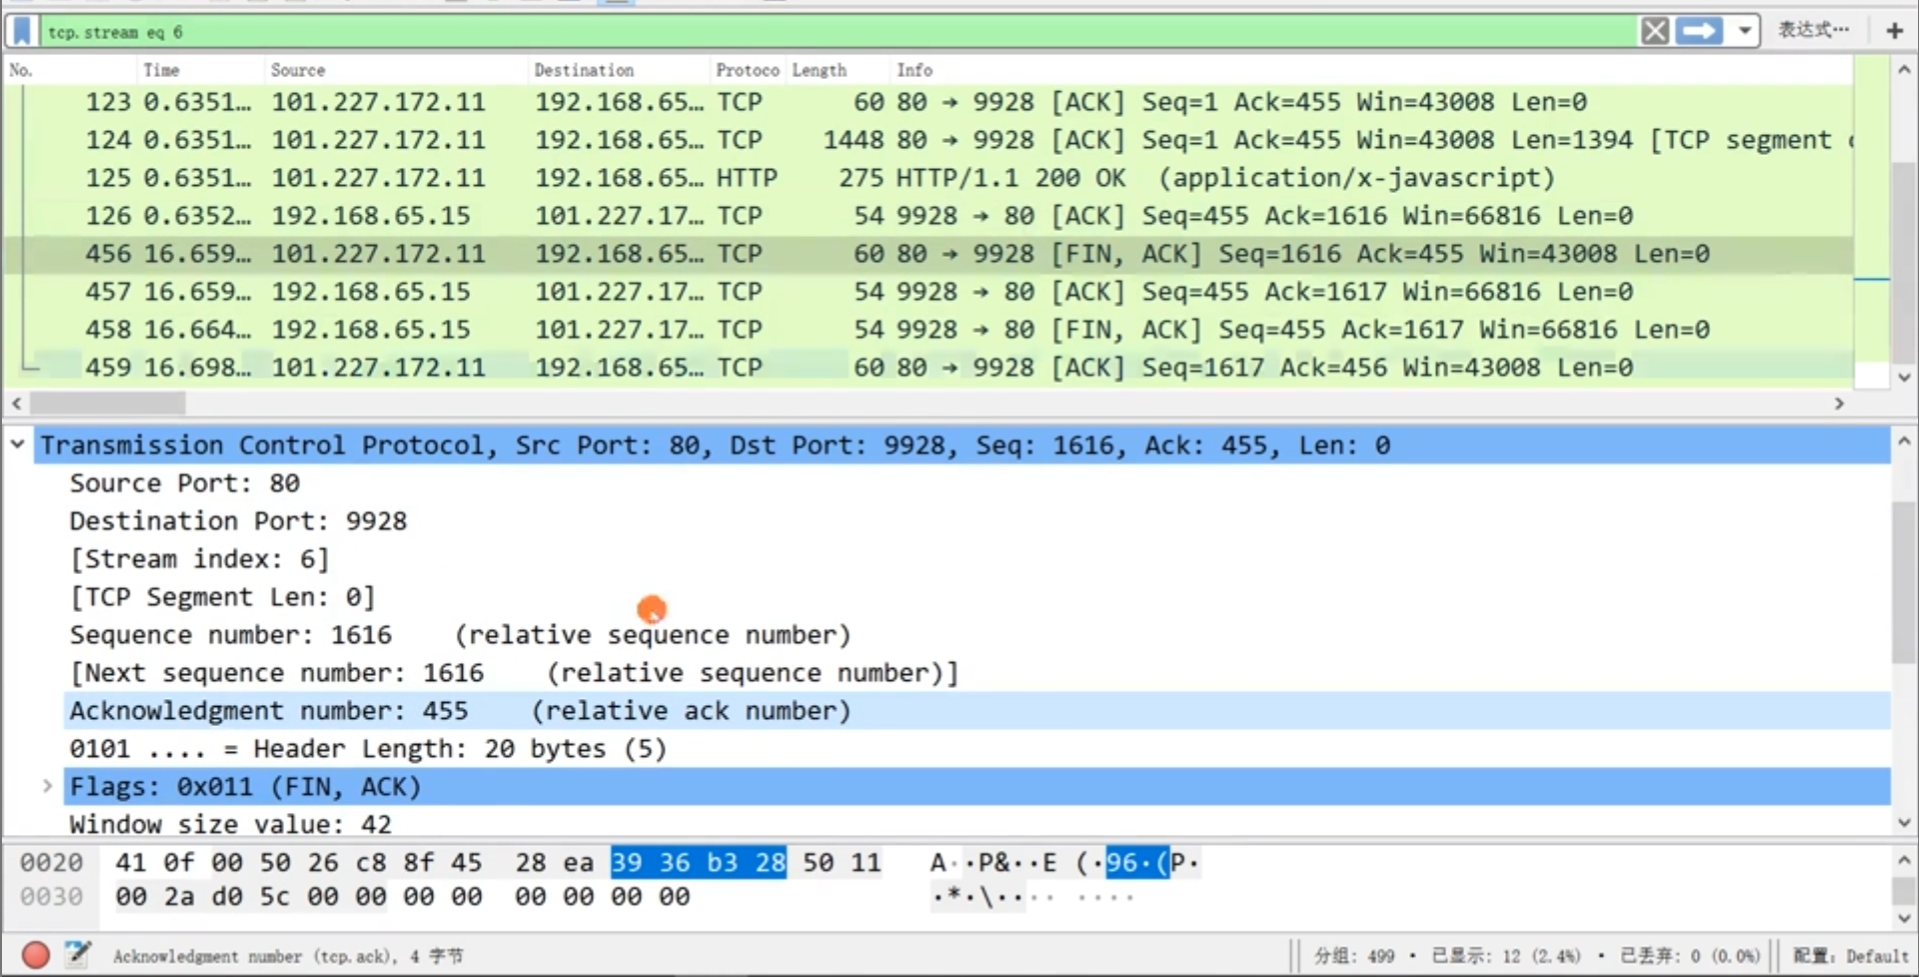 tcp.stream eq 6 表达式…
No. Time Source Destination Protoco Length Info
123 0.6351… 101.227.172.11 192.168.65… TCP 60 80 → 9928 [ACK] Seq=1 Ack=455 Win=43008 Len=0
124 0.6351… 101.227.172.11 192.168.65… TCP 1448 80 → 9928 [ACK] Seq=1 Ack=455 Win=43008 Len=1394 [TCP segment
125 0.6351… 101.227.172.11 192.168.65… HTTP 275 HTTP/1.1 200 OK (application/x-javascript)
126 0.6352… 192.168.65.15 101.227.17… TCP 54 9928 → 80 [ACK] Seq=455 Ack=1616 Win=66816 Len=0
456 16.659… 101.227.172.11 192.168.65… TCP 60 80 → 9928 [FIN, ACK] Seq=1616 Ack=455 Win=43008 Len=0
457 16.659… 192.168.65.15 101.227.17… TCP 54 9928 → 80 [ACK] Seq=455 Ack=1617 Win=66816 Len=0
458 16.664… 192.168.65.15 101.227.17… TCP 54 9928 → 80 [FIN, ACK] Seq=455 Ack=1617 Win=66816 Len=0
459 16.698… 101.227.172.11 192.168.65… TCP 60 80 → 9928 [ACK] Seq=1617 Ack=456 Win=43008 Len=0
Transmission Control Protocol, Src Port: 80, Dst Port: 9928, Seq: 1616, Ack: 455, Len: 0
Source Port: 80
Destination Port: 9928
[Stream index: 6]
[TCP Segment Len: 0]
Sequence number: 1616 (relative sequence number)
[Next sequence number: 1616 (relative sequence number)]
Acknowledgment number: 455 (relative ack number)
0101 .... = Header Length: 20 bytes (5)
Flags: 0x011 (FIN, ACK)
Window size value: 42
0020 41 0f 00 50 26 c8 8f 45 28 ea 39 36 b3 28 50 11 A··P&··E (·96·(P·
0030 00 2a d0 5c 00 00 00 00 00 00 00 00 ·*·\···· ····
Acknowledgment number (tcp.ack), 4 字节 分组: 499 · 已显示: 12 (2.4%) · 已丢弃: 0 (0.0%) 配置: Default